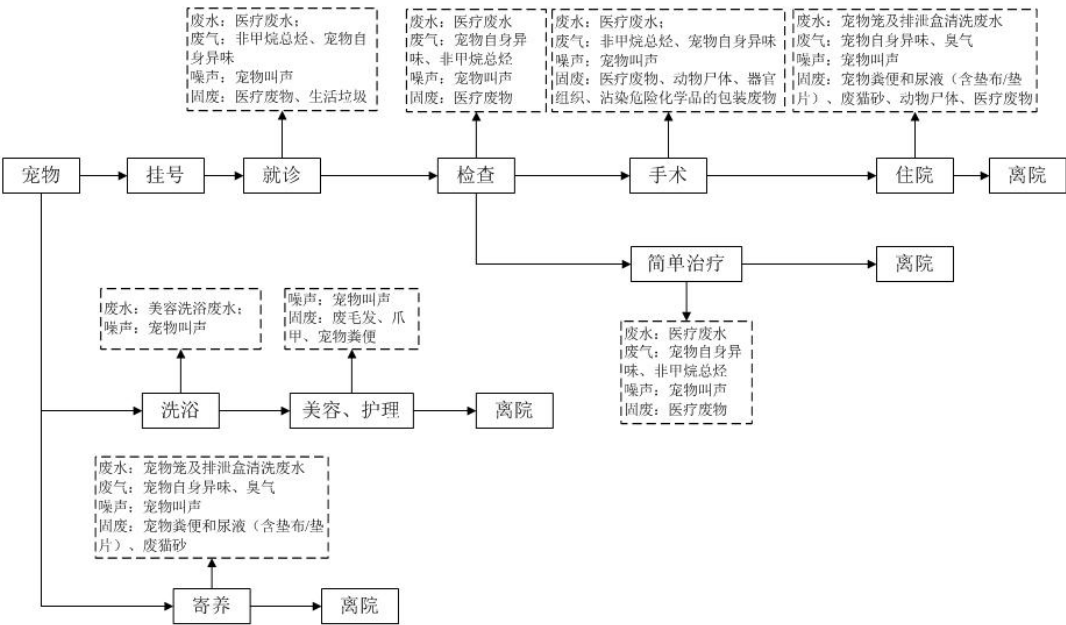 废水：医疗废水；
废气：非甲烷总烃、宠物自
身异味
噪声：宠物叫声
固废：医疗废物、生活垃圾
废水：医疗废水
废气：宠物自身异
味、非甲烷总烃
噪声：宠物叫声
固废：医疗废物
废水：医疗废水；
废气：非甲烷总烃、宠物自身异味
噪声：宠物叫声
固废：医疗废物、动物尸体、器官
组织、沾染危险化学品的包装废物
废水：宠物笼及排泄盒清洗废水
废气：宠物自身异味、臭气
噪声：宠物叫声
固废：宠物粪便和尿液（含垫布/垫
片）、废猫砂、动物尸体、医疗废物
宠物
挂号
就诊
检查
手术
住院
离院
简单治疗
离院
废水：医疗废水
废气：宠物自身异
味、非甲烷总烃
噪声：宠物叫声
固废：医疗废物
废水：美容洗浴废水；
噪声：宠物叫声
噪声：宠物叫声
固废：废毛发、爪
甲、宠物粪便
洗浴
美容、护理
离院
废水：宠物笼及排泄盒清洗废水
废气：宠物自身异味、臭气
噪声：宠物叫声
固废：宠物粪便和尿液（含垫布/垫
片）、废猫砂
寄养
离院